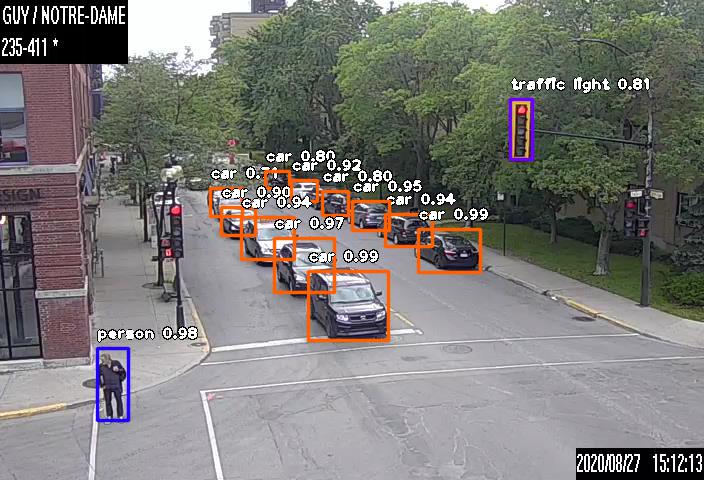 GUY / NOTRE-DAME
235-411 *
traffic light 0.81
car 0.80
car 0.92
car 0.80
car 0.90
car 0.95
car 0.94
car 0.94
car 0.99
car 0.97
car 0.99
person 0.98
2020/08/27 15:12:13